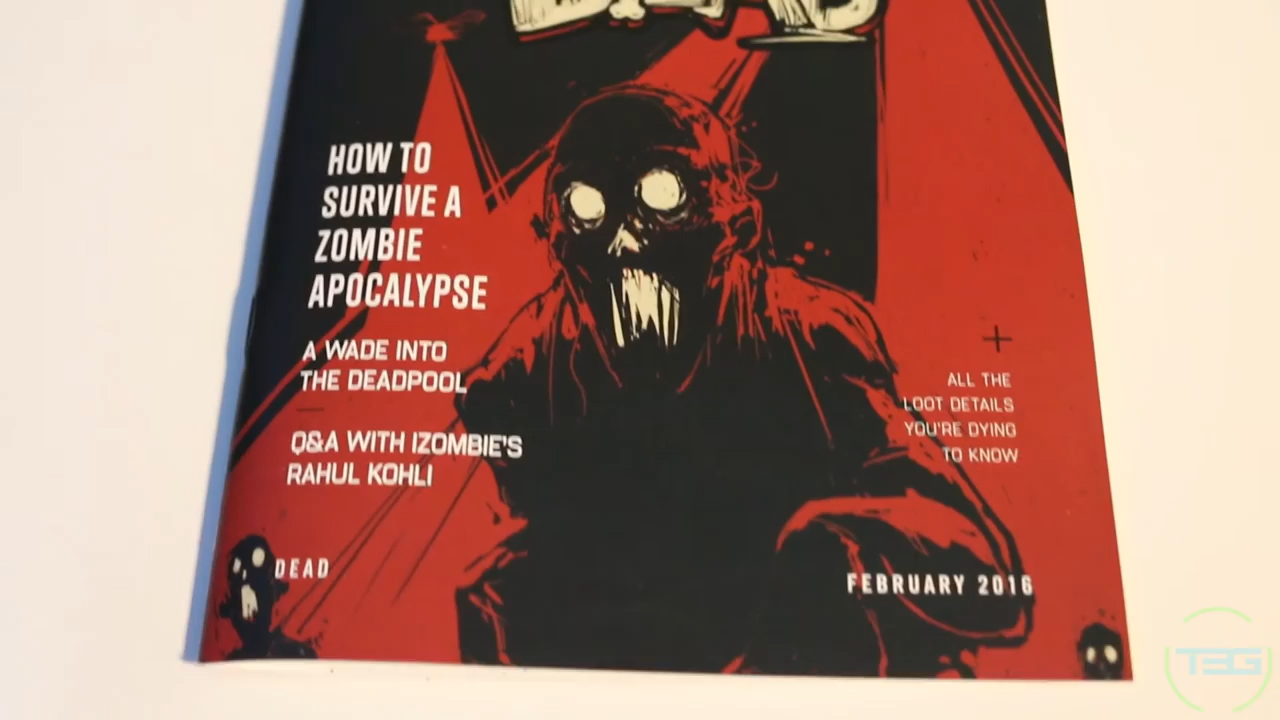 DEAD
HOW TO
SURVIVE A
ZOMBIE
APOCALYPSE
A WADE INTO
THE DEADPOOL
Q&A WITH IZOMBIE'S
RAHUL KOHLI
ALL THE
LOOT DETAILS
YOU'RE DYING
TO KNOW
DEAD
FEBRUARY 2016